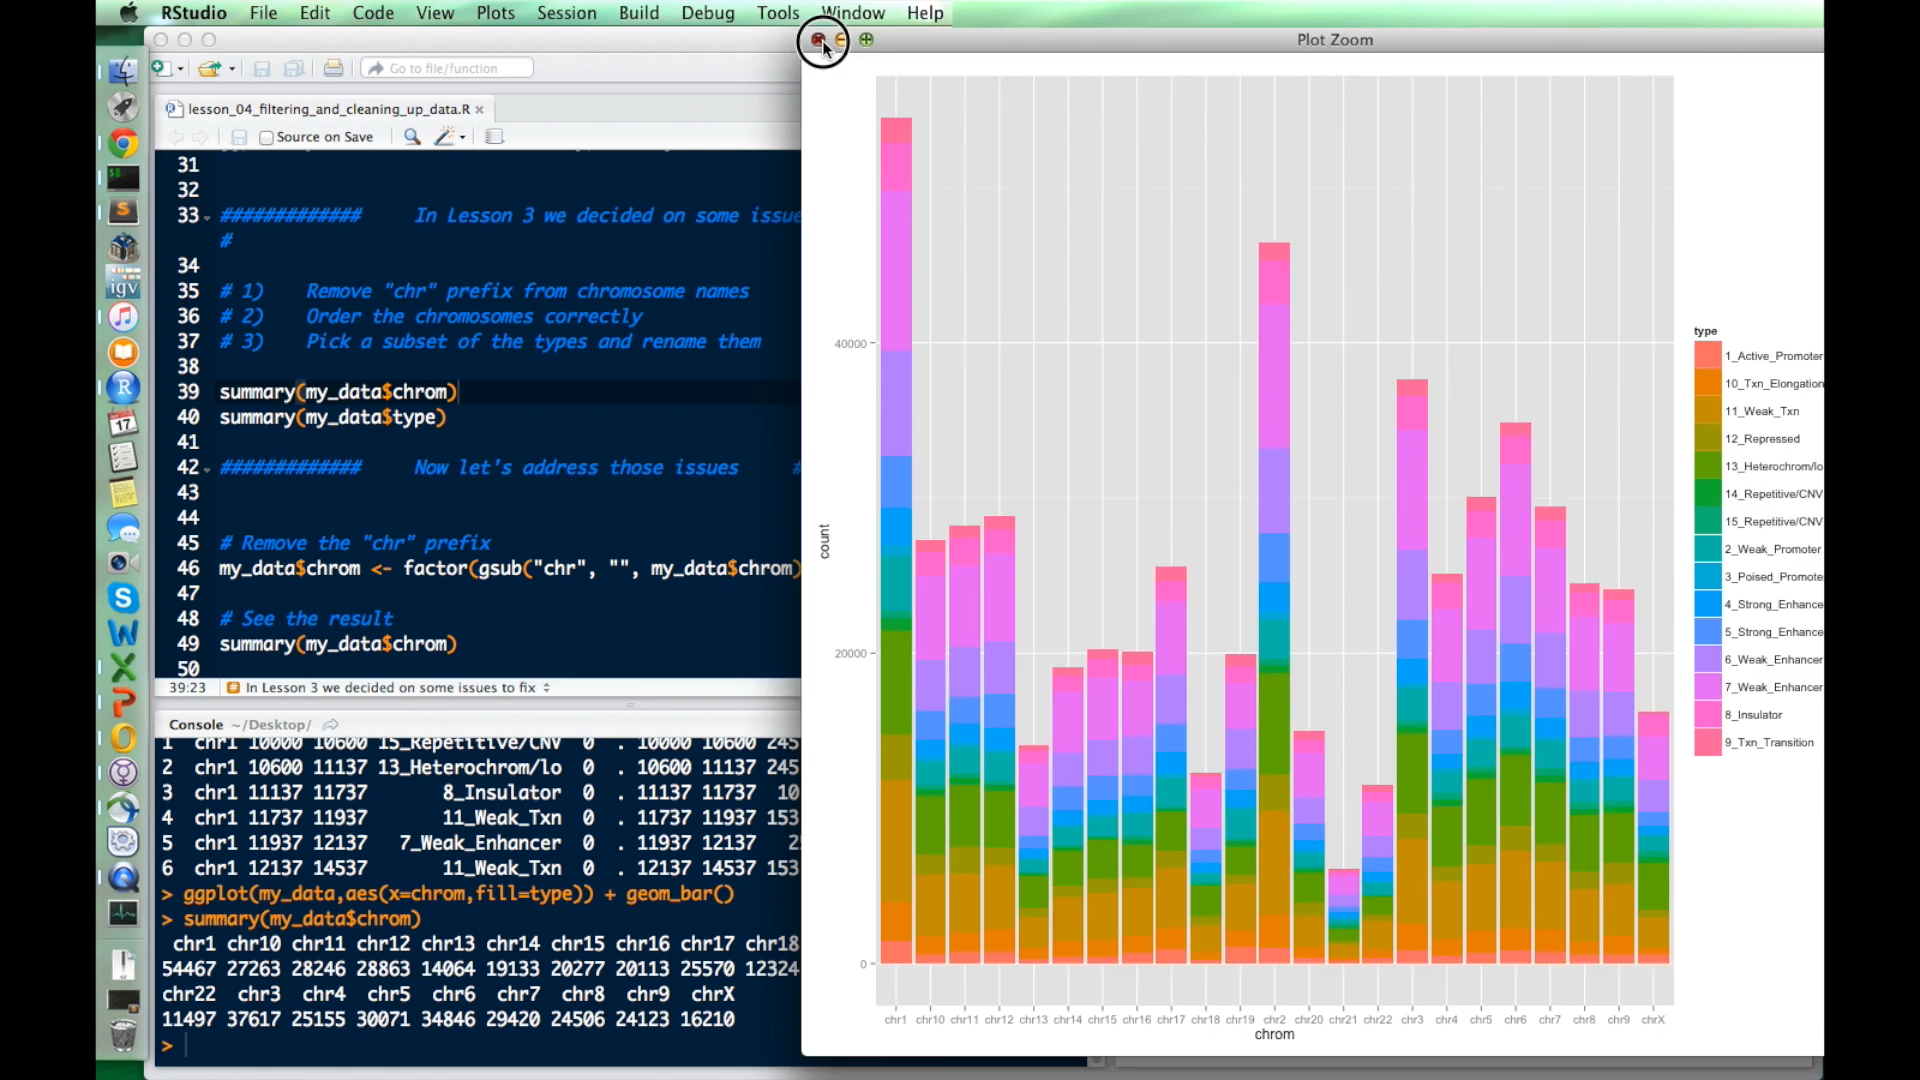 RStudio File Edit Code View Plots Session Build Debug Tools Window Help
Plot Zoom
Go to file/function
lesson_04_filtering_and_cleaning_up_data.R
Source on Save
31
32
33 ############# In Lesson 3 we decided on some issue
#
34
35 # 1) Remove "chr" prefix from chromosome names
36 # 2) Order the chromosomes correctly
37 # 3) Pick a subset of the types and rename them
38
39 summary(my_data$chrom)
40 summary(my_data$type)
41
42 ############# Now let's address those issues #
43
44
45 # Remove the "chr" prefix
46 my_data$chrom <- factor(gsub("chr", "", my_data$chrom)
47
48 # See the result
49 summary(my_data$chrom)
50
39:23 In Lesson 3 we decided on some issues to fix
Console ~/Desktop/
1 chr1 10000 10600 15_Repetitive/CNV 0 . 10000 10600 245
2 chr1 10600 11137 13_Heterochrom/lo 0 . 10600 11137 245
3 chr1 11137 11737 8_Insulator 0 . 11137 11737 10
4 chr1 11737 11937 11_Weak_Txn 0 . 11737 11937 153
5 chr1 11937 12137 7_Weak_Enhancer 0 . 11937 12137 2
6 chr1 12137 14537 11_Weak_Txn 0 . 12137 14537 153
> ggplot(my_data,aes(x=chrom,fill=type)) + geom_bar()
> summary(my_data$chrom)
chr1 chr10 chr11 chr12 chr13 chr14 chr15 chr16 chr17 chr18
54467 27263 28246 28863 14064 19133 20277 20113 25570 12324
chr22 chr3 chr4 chr5 chr6 chr7 chr8 chr9 chrX
11497 37617 25155 30071 34846 29420 24506 24123 16210
>
count
40000
20000
0
chr1 chr10 chr11 chr12 chr13 chr14 chr15 chr16 chr17 chr18 chr19 chr2 chr20 chr21 chr22 chr3 chr4 chr5 chr6 chr7 chr8 chr9 chrX
chrom
type
1_Active_Promoter
10_Txn_Elongation
11_Weak_Txn
12_Repressed
13_Heterochrom/lo
14_Repetitive/CNV
15_Repetitive/CNV
2_Weak_Promoter
3_Poised_Promote
4_Strong_Enhance
5_Strong_Enhance
6_Weak_Enhancer
7_Weak_Enhancer
8_Insulator
9_Txn_Transition
igv
17